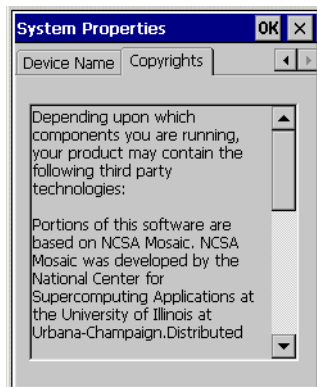 System Properties OK ×
Device Name Copyrights
Depending upon which
components you are running,
your product may contain the
following third party
technologies:
Portions of this software are
based on NCSA Mosaic. NCSA
Mosaic was developed by the
National Center for
Supercomputing Applications at
the University of Illinois at
Urbana-Champaign.Distributed